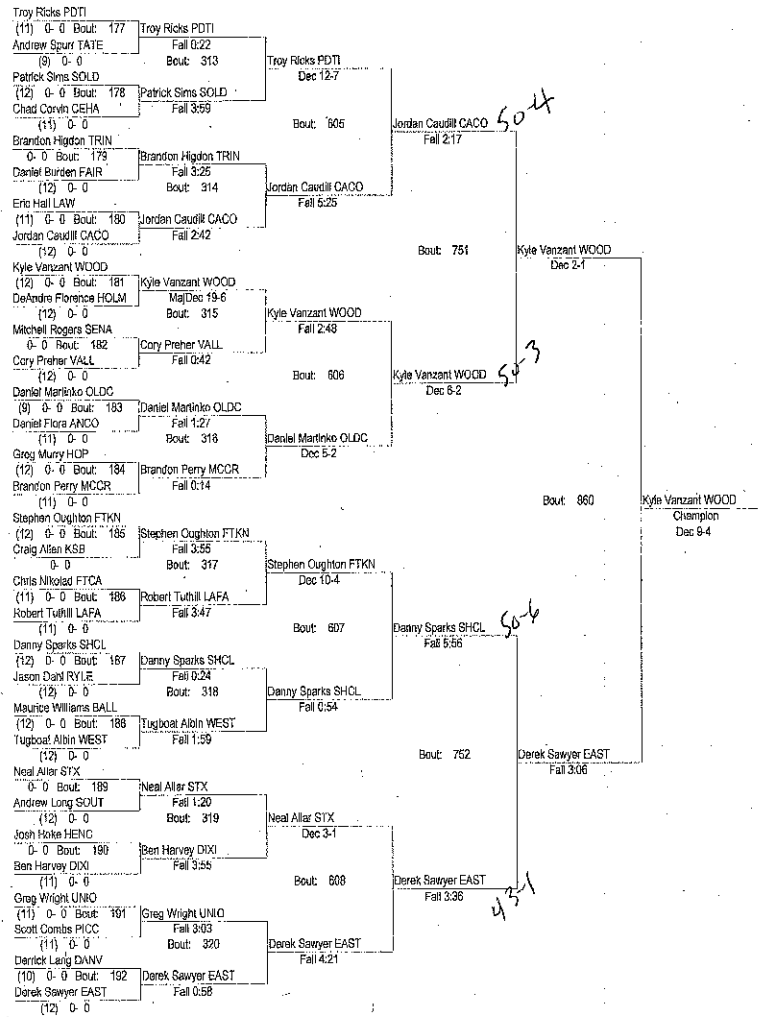 Troy Ricks PDTI
(11) 0- 0 Bout: 177 Troy Ricks PDTI
Andrew Spurr TATE Fall 0:22
(9) 0- 0 Bout: 313 Troy Ricks PDTI
Patrick Sims SOLD Dec 12-7
(12) 0- 0 Bout: 178 Patrick Sims SOLD
Chad Corvin CEHA Fall 3:59
(11) 0- 0 Bout: 605 Jordan Caudill CACO 50-4
Brandon Higdon TRIN Fall 2:17
0- 0 Bout: 179 Brandon Higdon TRIN
Daniel Burden FAIR Fall 3:25
(12) 0- 0 Bout: 314 Jordan Caudill CACO
Eric Hall LAW Fall 5:25
(11) 0- 0 Bout: 180 Jordan Caudill CACO
Jordan Caudill CACO Fall 2:42
(12) 0- 0 Bout: 751 Kyle Vanzant WOOD
Kyle Vanzant WOOD Dec 2-1
(12) 0- 0 Bout: 181 Kyle Vanzant WOOD
DeAndre Florence HOLM MajDec 19-6
(12) 0- 0 Bout: 315 Kyle Vanzant WOOD
Mitchell Rogers SENA Fall 2:48
0- 0 Bout: 182 Cory Preher VALL
Cory Preher VALL Fall 0:42
(12) 0- 0 Bout: 606 Kyle Vanzant WOOD 50-3
Daniel Martinko OLDC Dec 6-2
(9) 0- 0 Bout: 183 Daniel Martinko OLDC
Daniel Flora ANCO Fall 1:27
(11) 0- 0 Bout: 316 Daniel Martinko OLDC
Greg Murry HOP Dec 5-2
(12) 0- 0 Bout: 184 Brandon Perry MCCR
Brandon Perry MCCR Fall 0:14
(11) 0- 0 Bout: 860 Kyle Vanzant WOOD
Stephen Oughton FTKN Champion
(12) 0- 0 Bout: 185 Stephen Oughton FTKN Dec 9-4
Craig Allen KSB Fall 3:55
0- 0 Bout: 317 Stephen Oughton FTKN
Chris Nikolad FTCA Dec 10-4
(11) 0- 0 Bout: 186 Robert Tuthill LAFA
Robert Tuthill LAFA Fall 3:47
(11) 0- 0 Bout: 607 Danny Sparks SHCL 50-6
Danny Sparks SHCL Fall 5:56
(12) 0- 0 Bout: 187 Danny Sparks SHCL
Jason Dahl RYLE Fall 0:24
(12) 0- 0 Bout: 318 Danny Sparks SHCL
Maurice Williams BALL Fall 0:54
(12) 0- 0 Bout: 188 Tugboat Albin WEST
Tugboat Albin WEST Fall 1:59
(12) 0- 0 Bout: 752 Derek Sawyer EAST
Neal Allar STX Fall 3:06
0- 0 Bout: 189 Neal Allar STX
Andrew Long SOUT Fall 1:20
(12) 0- 0 Bout: 319 Neal Allar STX
Josh Hoke HENC Dec 3-1
0- 0 Bout: 190 Ben Harvey DIXI
Ben Harvey DIXI Fall 3:55
(11) 0- 0 Bout: 608 Derek Sawyer EAST 43-1
Greg Wright UNIO Fall 3:36
(11) 0- 0 Bout: 191 Greg Wright UNIO
Scott Combs PICC Fall 3:03
(11) 0- 0 Bout: 320 Derek Sawyer EAST
Derrick Lang DANV Fall 4:21
(10) 0- 0 Bout: 192 Derek Sawyer EAST
Derek Sawyer EAST Fall 0:58
(12) 0- 0